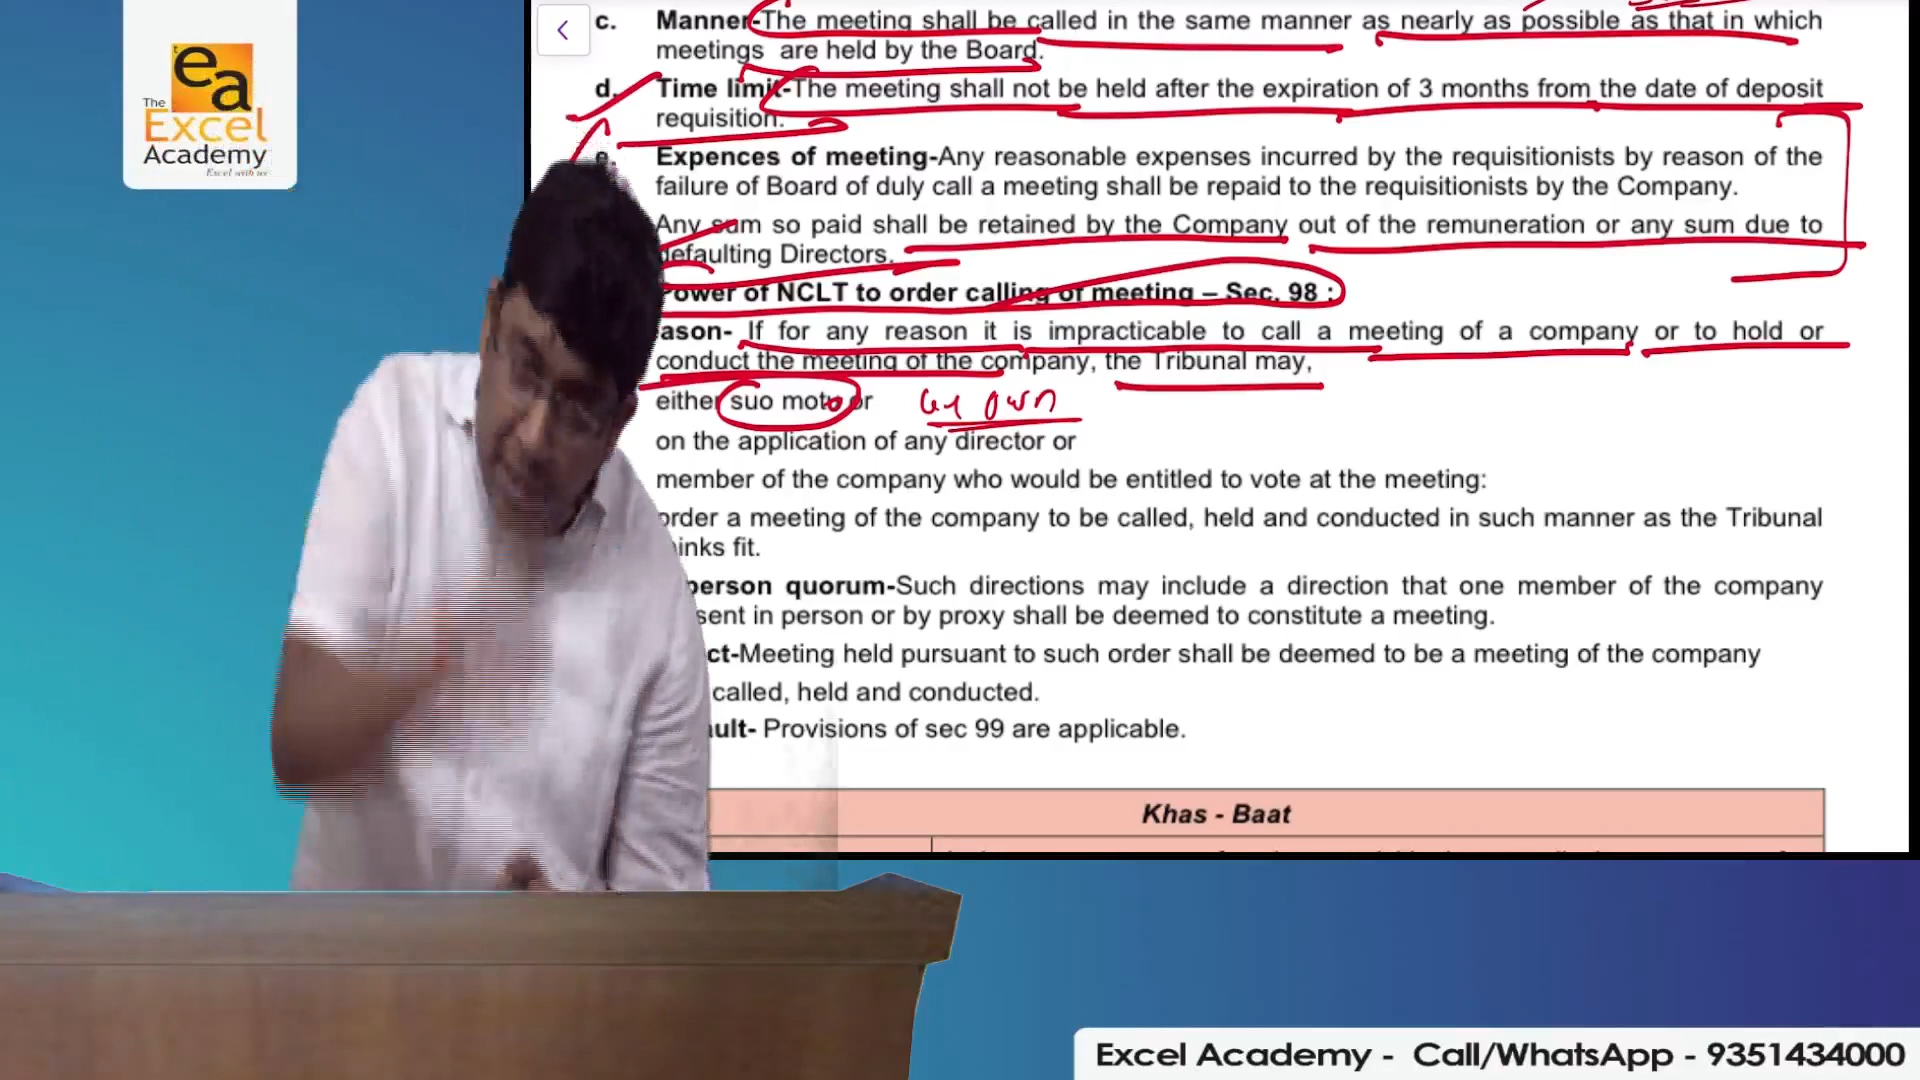 ea
The
Excel
Academy
Excel with us
c. Manner-The meeting shall be called in the same manner as nearly as possible as that in which
meetings are held by the Board.
d. Time limit-The meeting shall not be held after the expiration of 3 months from the date of deposit
requisition.
e. Expences of meeting-Any reasonable expenses incurred by the requisitionists by reason of the
failure of Board of duly call a meeting shall be repaid to the requisitionists by the Company.
Any sum so paid shall be retained by the Company out of the remuneration or any sum due to
defaulting Directors.
Power of NCLT to order calling of meeting – Sec. 98 :
ason- If for any reason it is impracticable to call a meeting of a company or to hold or
conduct the meeting of the company, the Tribunal may,
either suo moto or own
on the application of any director or
member of the company who would be entitled to vote at the meeting:
order a meeting of the company to be called, held and conducted in such manner as the Tribunal
inks fit.
person quorum-Such directions may include a direction that one member of the company
sent in person or by proxy shall be deemed to constitute a meeting.
ct-Meeting held pursuant to such order shall be deemed to be a meeting of the company
called, held and conducted.
ult- Provisions of sec 99 are applicable.
Khas - Baat
Excel Academy - Call/WhatsApp - 9351434000